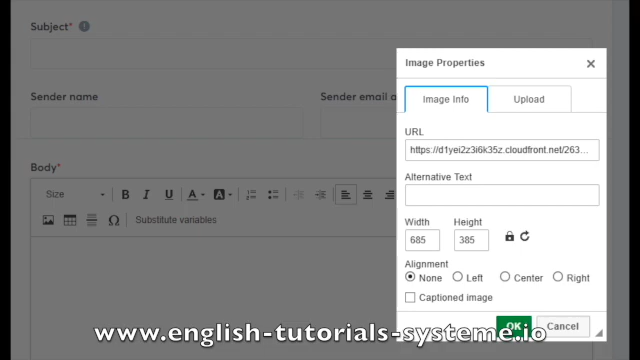 Subject*
Sender name
Sender email a
Body*
Size
B I U A A
Substitute variables
Image Properties
Image Info
Upload
URL
https://d1yei2z3i6k35z.cloudfront.net/263...
Alternative Text
Width
Height
685
385
Alignment
None Left Center Right
Captioned image
OK Cancel
www.english-tutorials-systeme.io